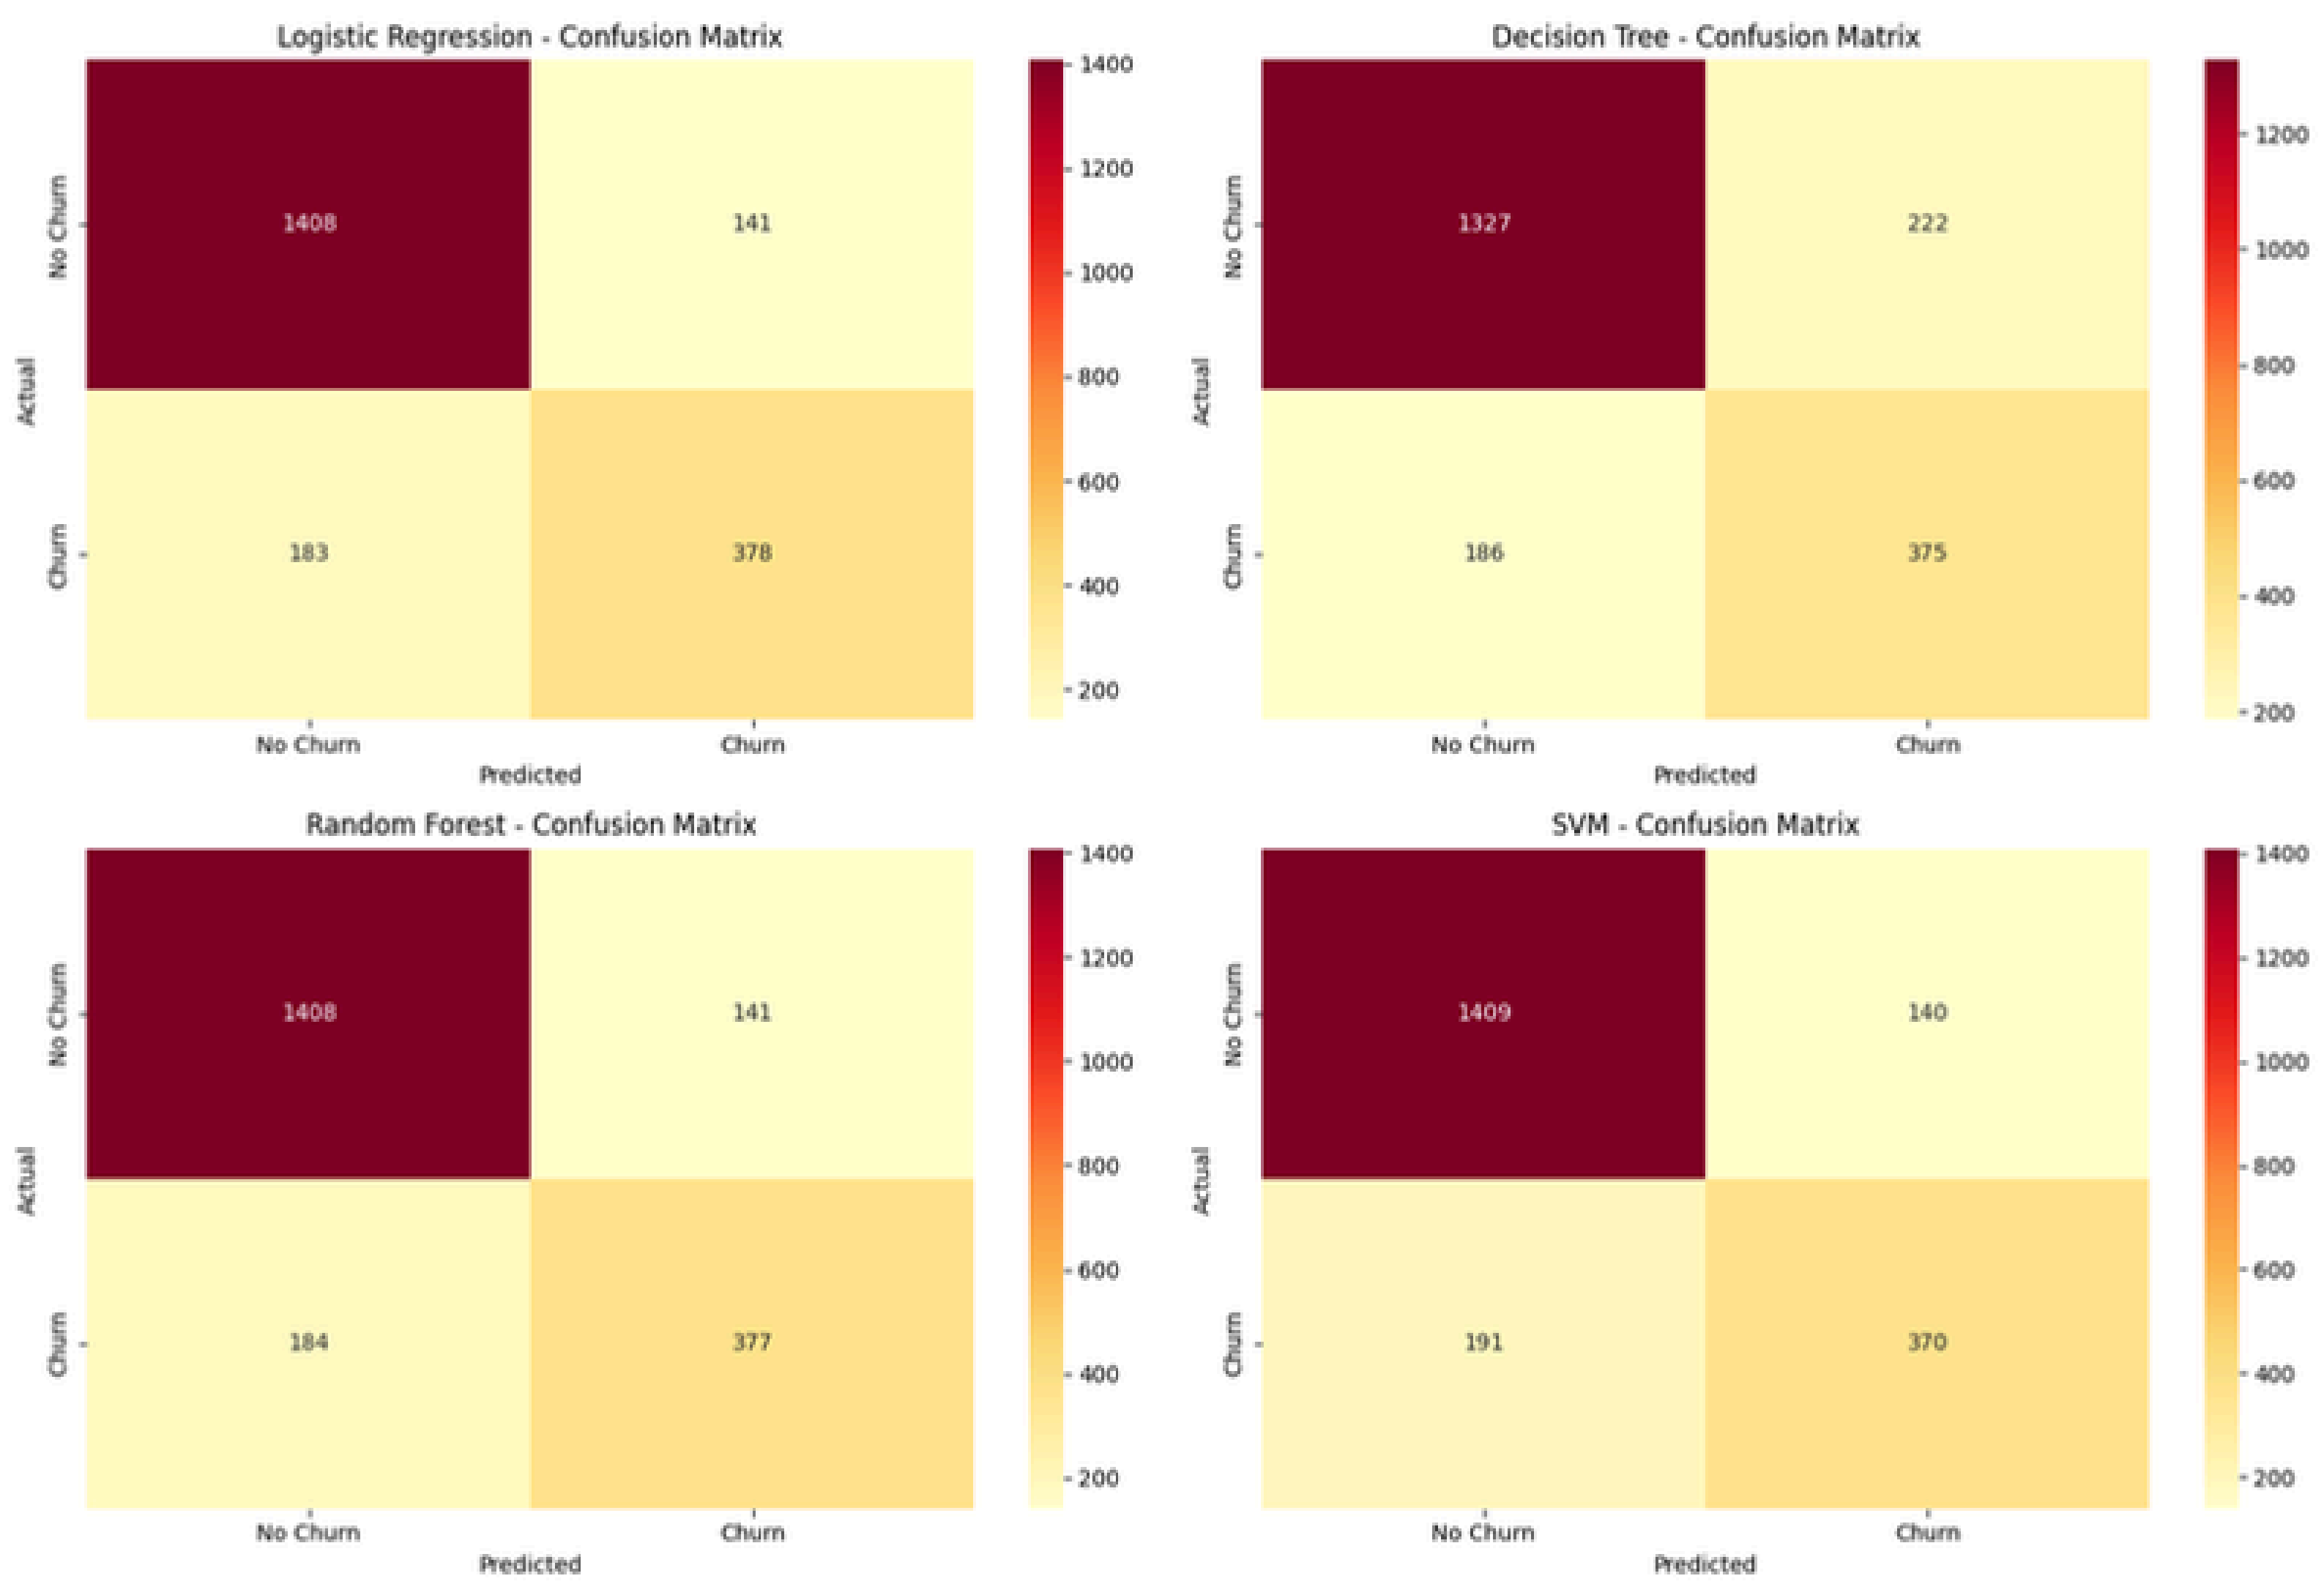 Logistic Regression - Confusion Matrix
No Churn
Churn
Actual
1408
141
183
378
No Churn
Churn
Predicted
1400
1200
1000
800
600
400
200
Decision Tree - Confusion Matrix
No Churn
Churn
Actual
1327
222
186
375
No Churn
Churn
Predicted
1200
1000
800
600
400
200
Random Forest - Confusion Matrix
No Churn
Churn
Actual
1408
141
184
377
No Churn
Churn
Predicted
1400
1200
1000
800
600
400
200
SVM - Confusion Matrix
No Churn
Churn
Actual
1409
140
191
370
No Churn
Churn
Predicted
1400
1200
1000
800
600
400
200